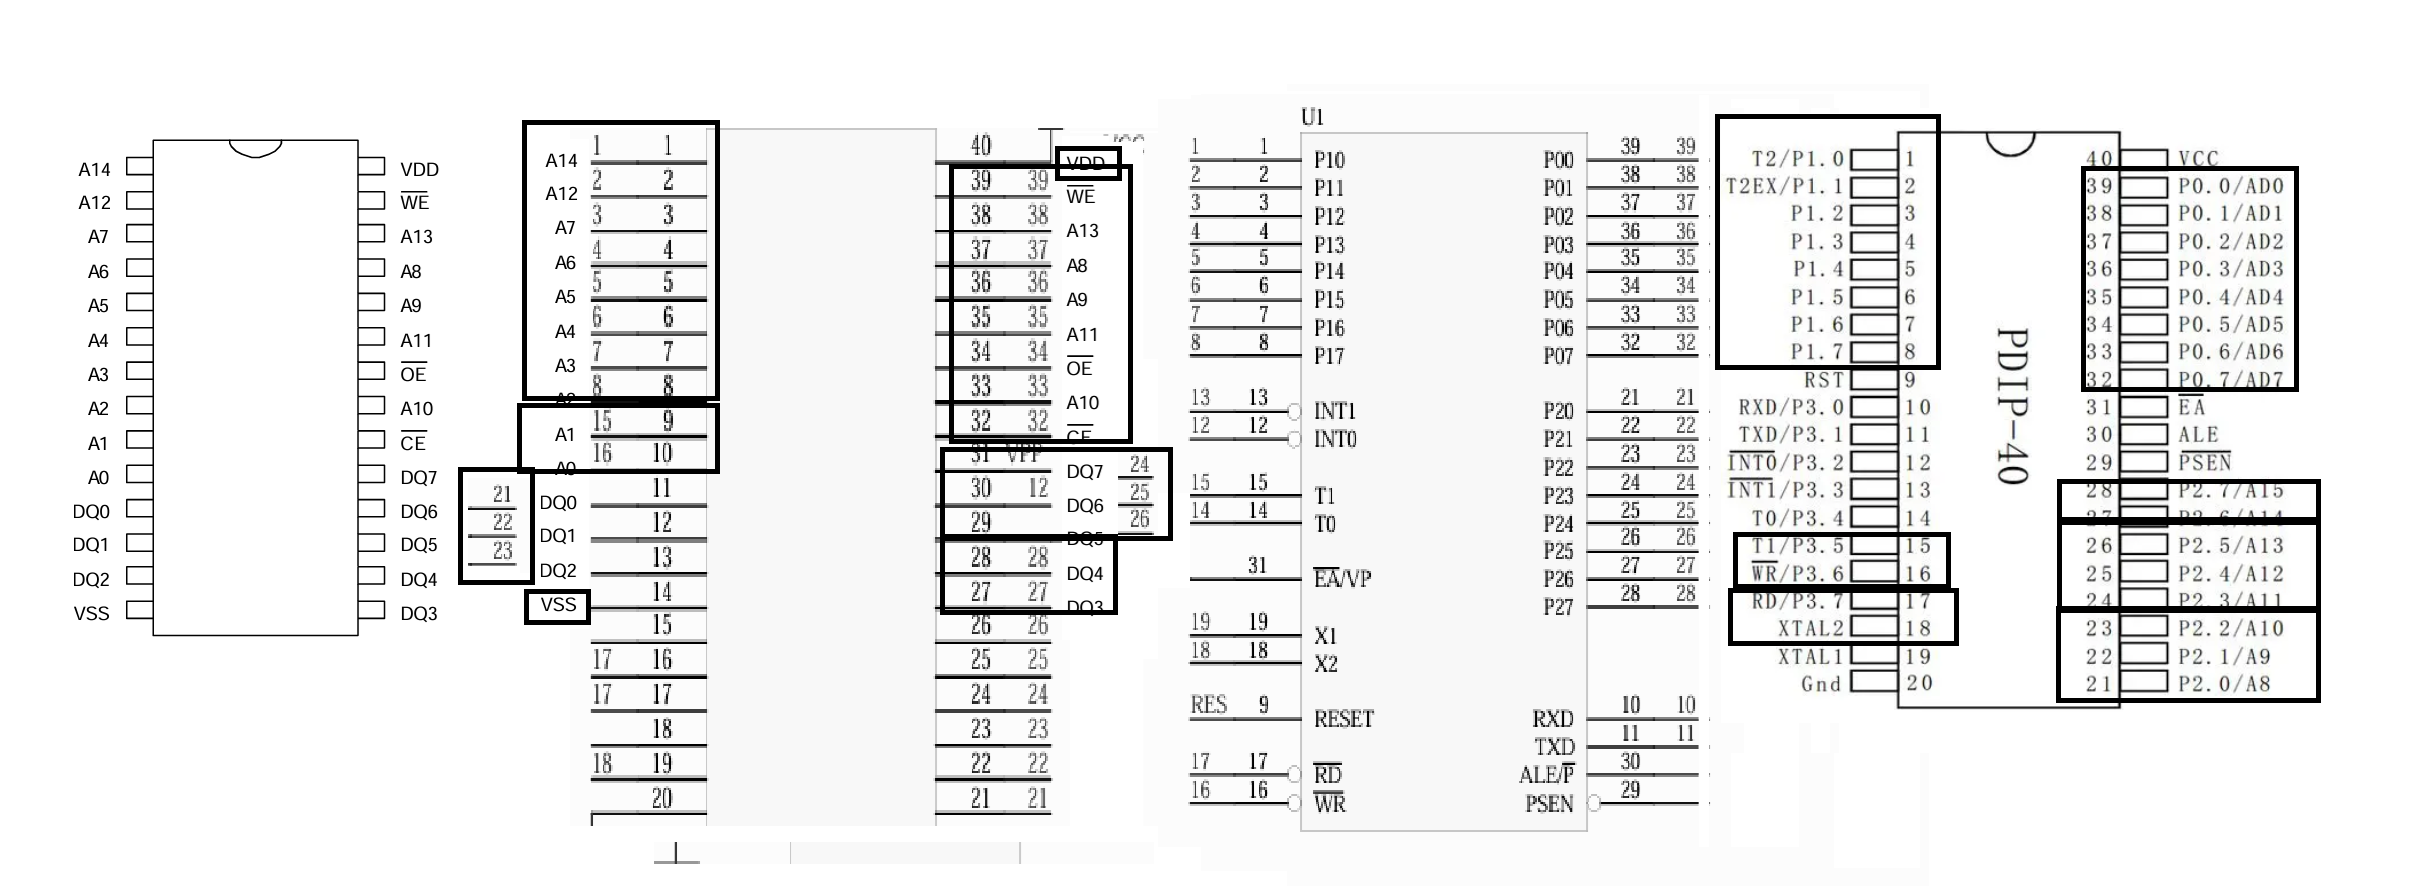 A14
A12
A7
A6
A5
A4
A3
A2
A1
A0
DQ0
DQ1
DQ2
VSS
VDD
WE
A13
A8
A9
A11
OE
A10
CE
DQ7
DQ6
DQ5
DQ4
DQ3
21
22
23
A14 1 1
A12 2 2
A7 3 3
A6 4 4
A5 5 5
A4 6 6
A3 7 7
A2 8 8
A1 15 9
A0 16 10
DQ0 11
DQ1 12
DQ2 13
VSS 14
15
17 16
17 17
18
18 19
20
40 VDD
39 39 WE
38 38 A13
37 37 A8
36 36 A9
35 35 A11
34 34 OE
33 33 A10
32 32 CE
31 VPP DQ7 24
30 12 DQ6 25
29 DQ5 26
28 28 DQ4
27 27 DQ3
26 26
25 25
24 24
23 23
22 22
21 21
U1
1 1 P10
2 2 P11
3 3 P12
4 4 P13
5 5 P14
6 6 P15
7 7 P16
8 8 P17
13 13 INT1
12 12 INT0
15 15 T1
14 14 T0
31 EA/VP
19 19 X1
18 18 X2
RES 9 RESET
17 17 RD
16 16 WR
P00 39 39
P01 38 38
P02 37 37
P03 36 36
P04 35 35
P05 34 34
P06 33 33
P07 32 32
P20 21 21
P21 22 22
P22 23 23
P23 24 24
P24 25 25
P25 26 26
P26 27 27
P27 28 28
RXD 10 10
TXD 11 11
ALE/P 30
PSEN 29
T2/P1.0 1
T2EX/P1.1 2
P1.2 3
P1.3 4
P1.4 5
P1.5 6
P1.6 7
P1.7 8
RST 9
RXD/P3.0 10
TXD/P3.1 11
INT0/P3.2 12
INT1/P3.3 13
T0/P3.4 14
T1/P3.5 15
WR/P3.6 16
RD/P3.7 17
XTAL2 18
XTAL1 19
Gnd 20
PDIP-40
40 VCC
39 P0.0/AD0
38 P0.1/AD1
37 P0.2/AD2
36 P0.3/AD3
35 P0.4/AD4
34 P0.5/AD5
33 P0.6/AD6
32 P0.7/AD7
31 EA
30 ALE
29 PSEN
28 P2.7/A15
27 P2.6/A14
26 P2.5/A13
25 P2.4/A12
24 P2.3/A11
23 P2.2/A10
22 P2.1/A9
21 P2.0/A8